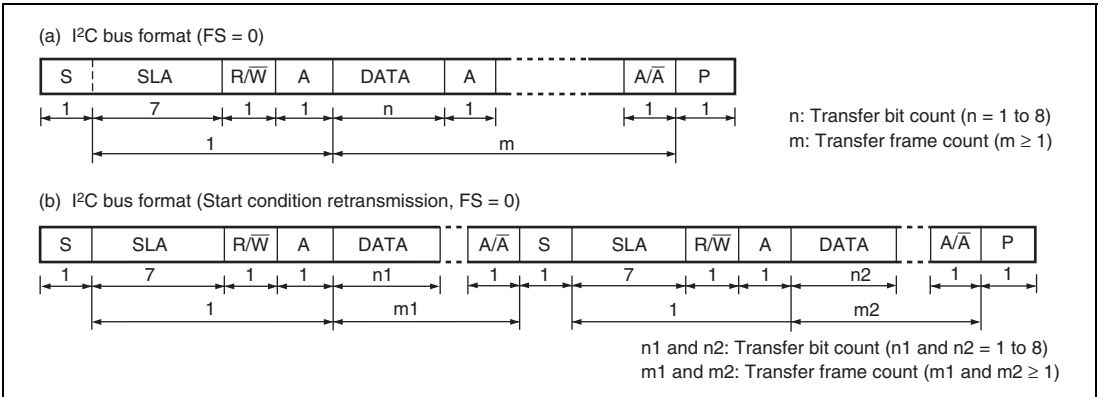 (a) I²C bus format (FS = 0)
S SLA R/W̅ A DATA A A/A̅ P
1 7 1 1 n 1 1 1
1 m
n: Transfer bit count (n = 1 to 8)
m: Transfer frame count (m ≥ 1)
(b) I²C bus format (Start condition retransmission, FS = 0)
S SLA R/W̅ A DATA A/A̅ S SLA R/W̅ A DATA A/A̅ P
1 7 1 1 n1 1 1 7 1 1 n2 1 1
1 m1 1 m2
n1 and n2: Transfer bit count (n1 and n2 = 1 to 8)
m1 and m2: Transfer frame count (m1 and m2 ≥ 1)